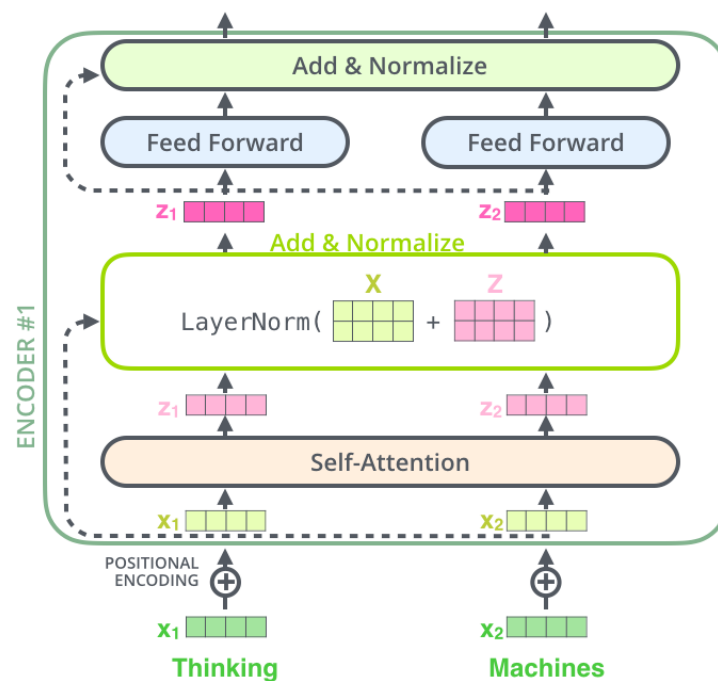 Add & Normalize
Feed Forward
Feed Forward
z1
z2
Add & Normalize
X
Z
LayerNorm(
+
)
z1
z2
Self-Attention
x1
x2
ENCODER #1
POSITIONAL
ENCODING
x1
x2
Thinking
Machines